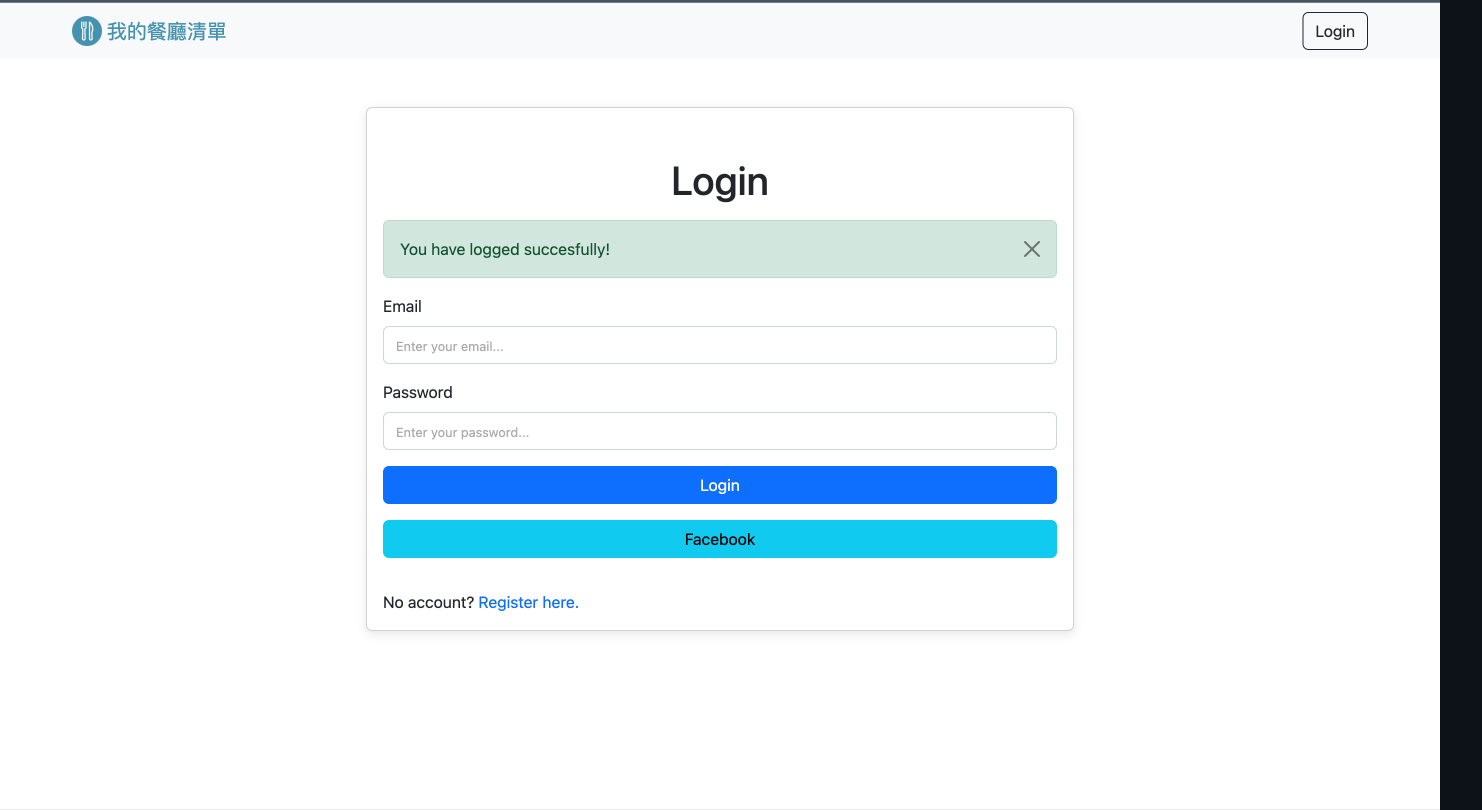 我的餐廳清單
Login
Login
You have logged succesfully!
Email
Enter your email...
Password
Enter your password...
Login
Facebook
No account? Register here.